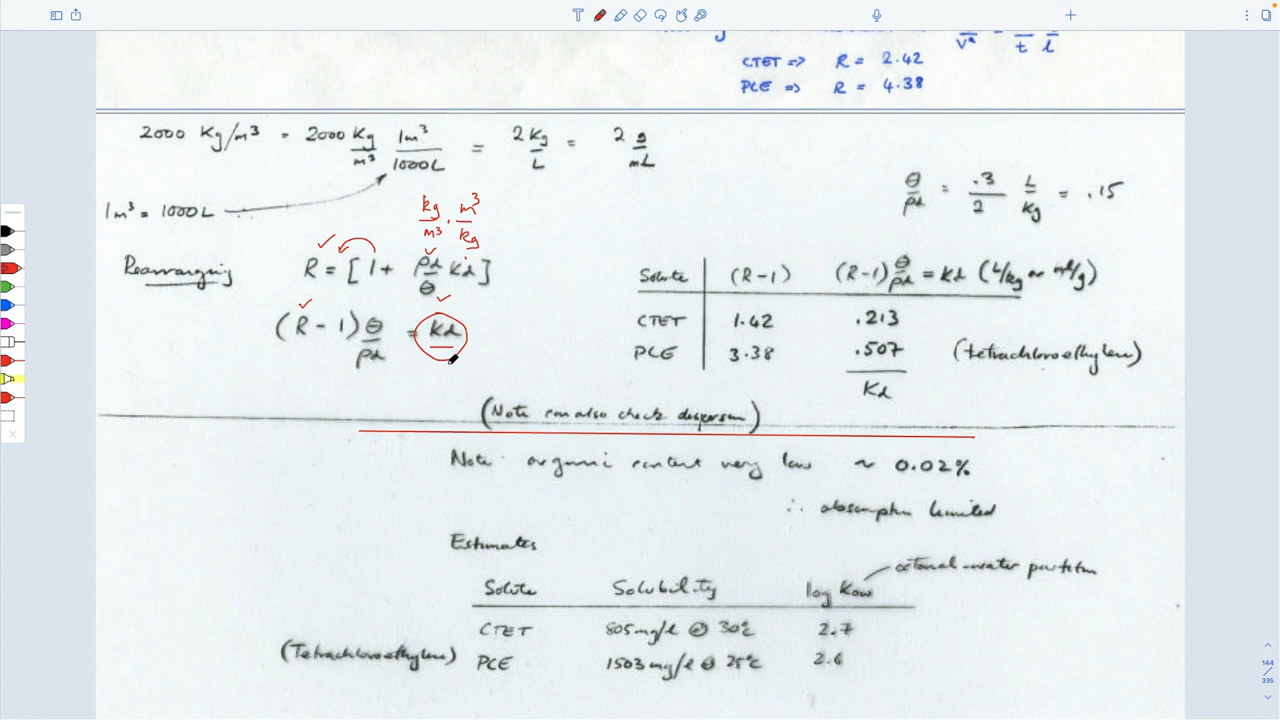 CTET => R = 2.42
PCE => R = 4.38
2000 Kg/m³ = 2000 Kg/m³ 1m³/1000L = 2 Kg/L = 2 g/mL
θ/ρd = .3/2 L/Kg = .15
1m³ = 1000L
kg/m³ · m³/kg
Rearranging R = [1 + ρd/θ Kd]
(R - 1) θ/ρd = Kd
Solute (R-1) (R-1) θ/ρd = Kd (L/kg or ml/g)
CTET 1.42 .213
PCE 3.38 .507 (tetrachloroethylene)
Kd
(Note can also check dispersion)
Note organic content very low ~ 0.02%
∴ absorption limited
Estimates
octanol-water partition
Solute Solubility log Kow
CTET 805 mg/l @ 30°C 2.7
(Tetrachloroethylene) PCE 1503 mg/l @ 25°C 2.6
144
/
335